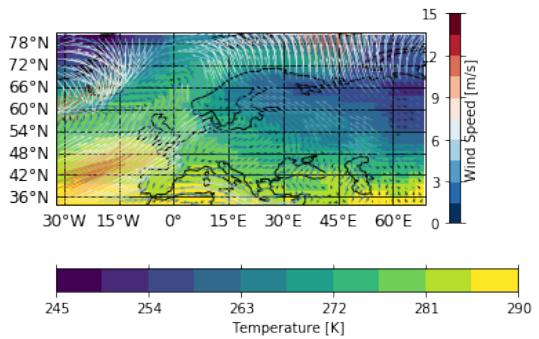 78°N
72°N
66°N
60°N
54°N
48°N
42°N
36°N
30°W 15°W 0° 15°E 30°E 45°E 60°E
15
12
9
6
3
0
Wind Speed [m/s]
245 254 263 272 281 290
Temperature [K]